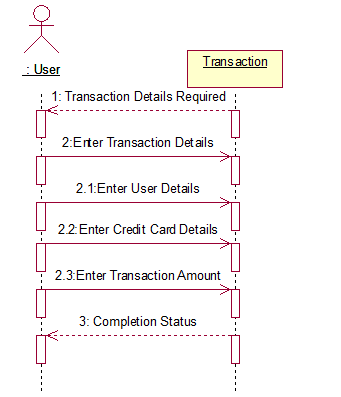 : User
Transaction
1: Transaction Details Required
2:Enter Transaction Details
2.1:Enter User Details
2.2:Enter Credit Card Details
2.3:Enter Transaction Amount
3: Completion Status